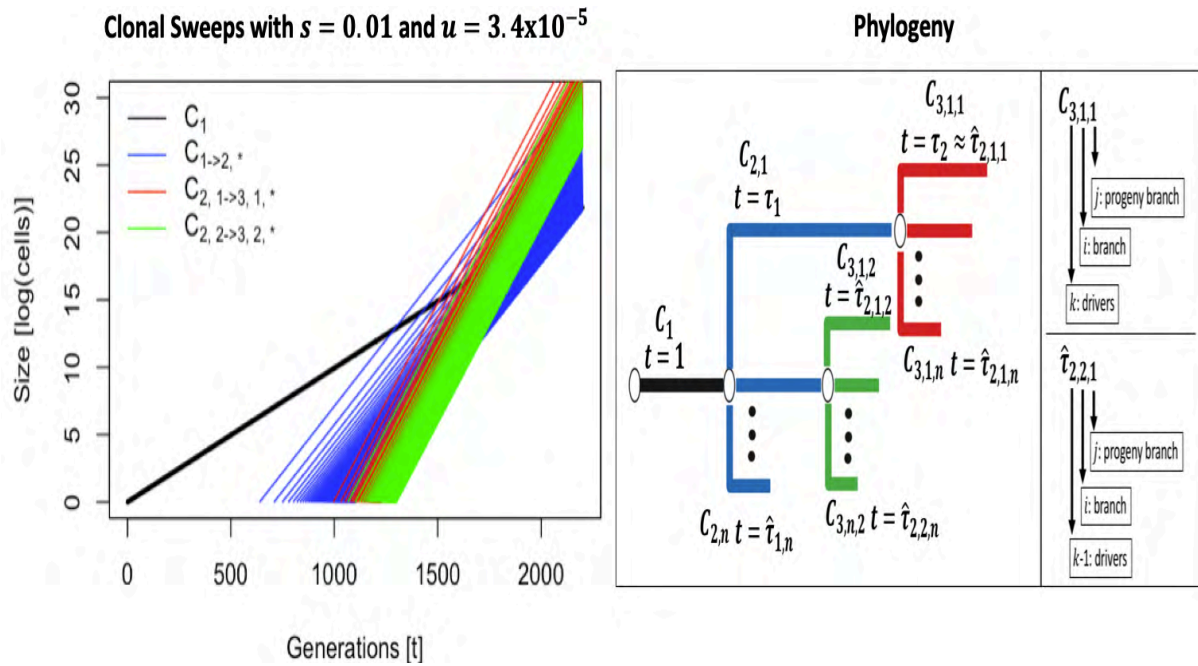 Clonal Sweeps with s = 0.01 and u = 3.4x10⁻⁵
Size [log(cells)]
30
25
20
15
10
5
0
C₁
C₁->2, *
C₂, 1->3, 1, *
C₂, 2->3, 2, *
0 500 1000 1500 2000
Generations [t]
Phylogeny
C₁
t = 1
C₂,₁
t = τ₁
C₃,₁,₁
t = τ₂ ≈ τ̂₂,₁,₁
C₃,₁,₂
t = τ̂₂,₁,₂
C₃,₁,n t = τ̂₂,₁,n
C₂,n t = τ̂₁,n
C₃,n,₂ t = τ̂₂,₂,n
C₃,₁,₁
j: progeny branch
i: branch
k: drivers
τ̂₂,₂,₁
j: progeny branch
i: branch
k-1: drivers